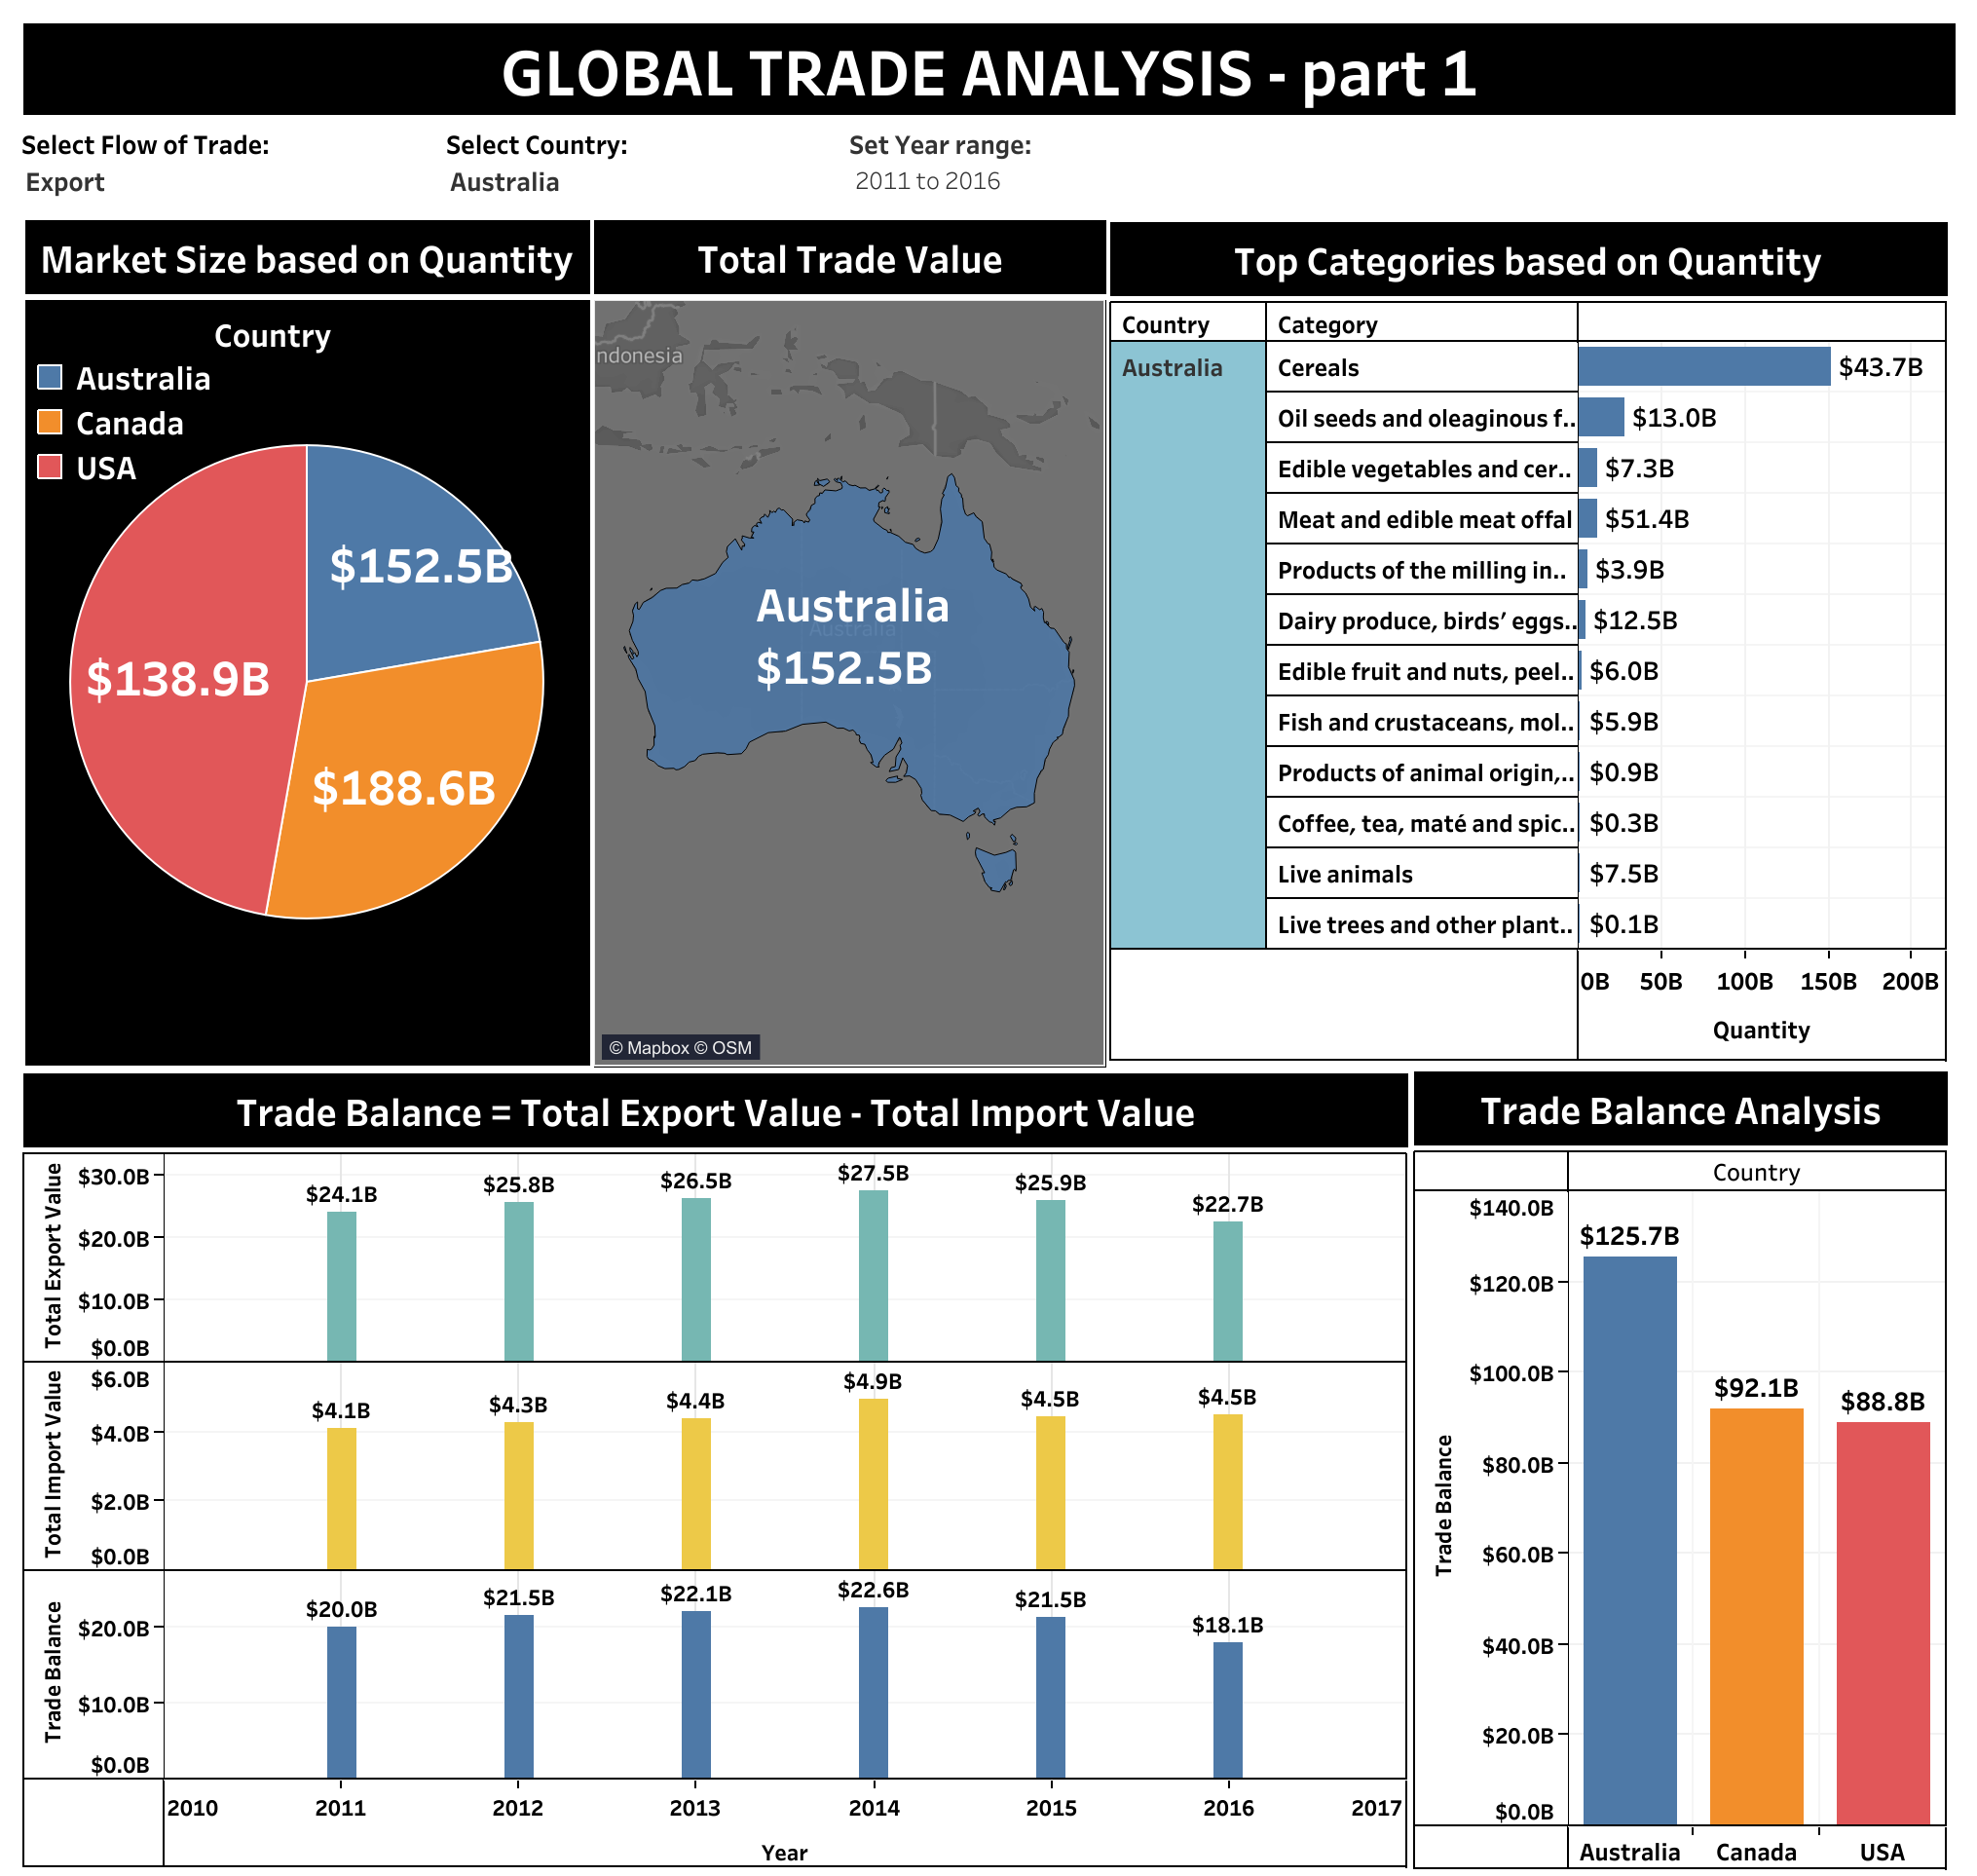 GLOBAL TRADE ANALYSIS - part 1
Select Flow of Trade:
Export
Select Country:
Australia
Set Year range:
2011 to 2016
Market Size based on Quantity
Country
Australia
Canada
USA
$152.5B
$138.9B
$188.6B
Total Trade Value
ndonesia
Australia
Australia
$152.5B
© Mapbox © OSM
Top Categories based on Quantity
Country Category
Australia Cereals $43.7B
Oil seeds and oleaginous f.. $13.0B
Edible vegetables and cer.. $7.3B
Meat and edible meat offal $51.4B
Products of the milling in.. $3.9B
Dairy produce, birds’ eggs.. $12.5B
Edible fruit and nuts, peel.. $6.0B
Fish and crustaceans, mol.. $5.9B
Products of animal origin,.. $0.9B
Coffee, tea, maté and spic.. $0.3B
Live animals $7.5B
Live trees and other plant.. $0.1B
0B 50B 100B 150B 200B
Quantity
Trade Balance = Total Export Value - Total Import Value
Total Export Value
$30.0B
$20.0B
$10.0B
$0.0B
$24.1B $25.8B $26.5B $27.5B $25.9B $22.7B
Total Import Value
$6.0B
$4.0B
$2.0B
$0.0B
$4.1B $4.3B $4.4B $4.9B $4.5B $4.5B
Trade Balance
$20.0B
$10.0B
$0.0B
$20.0B $21.5B $22.1B $22.6B $21.5B $18.1B
2010 2011 2012 2013 2014 2015 2016 2017
Year
Trade Balance Analysis
Country
Trade Balance
$140.0B
$120.0B
$100.0B
$80.0B
$60.0B
$40.0B
$20.0B
$0.0B
$125.7B
$92.1B
$88.8B
Australia Canada USA